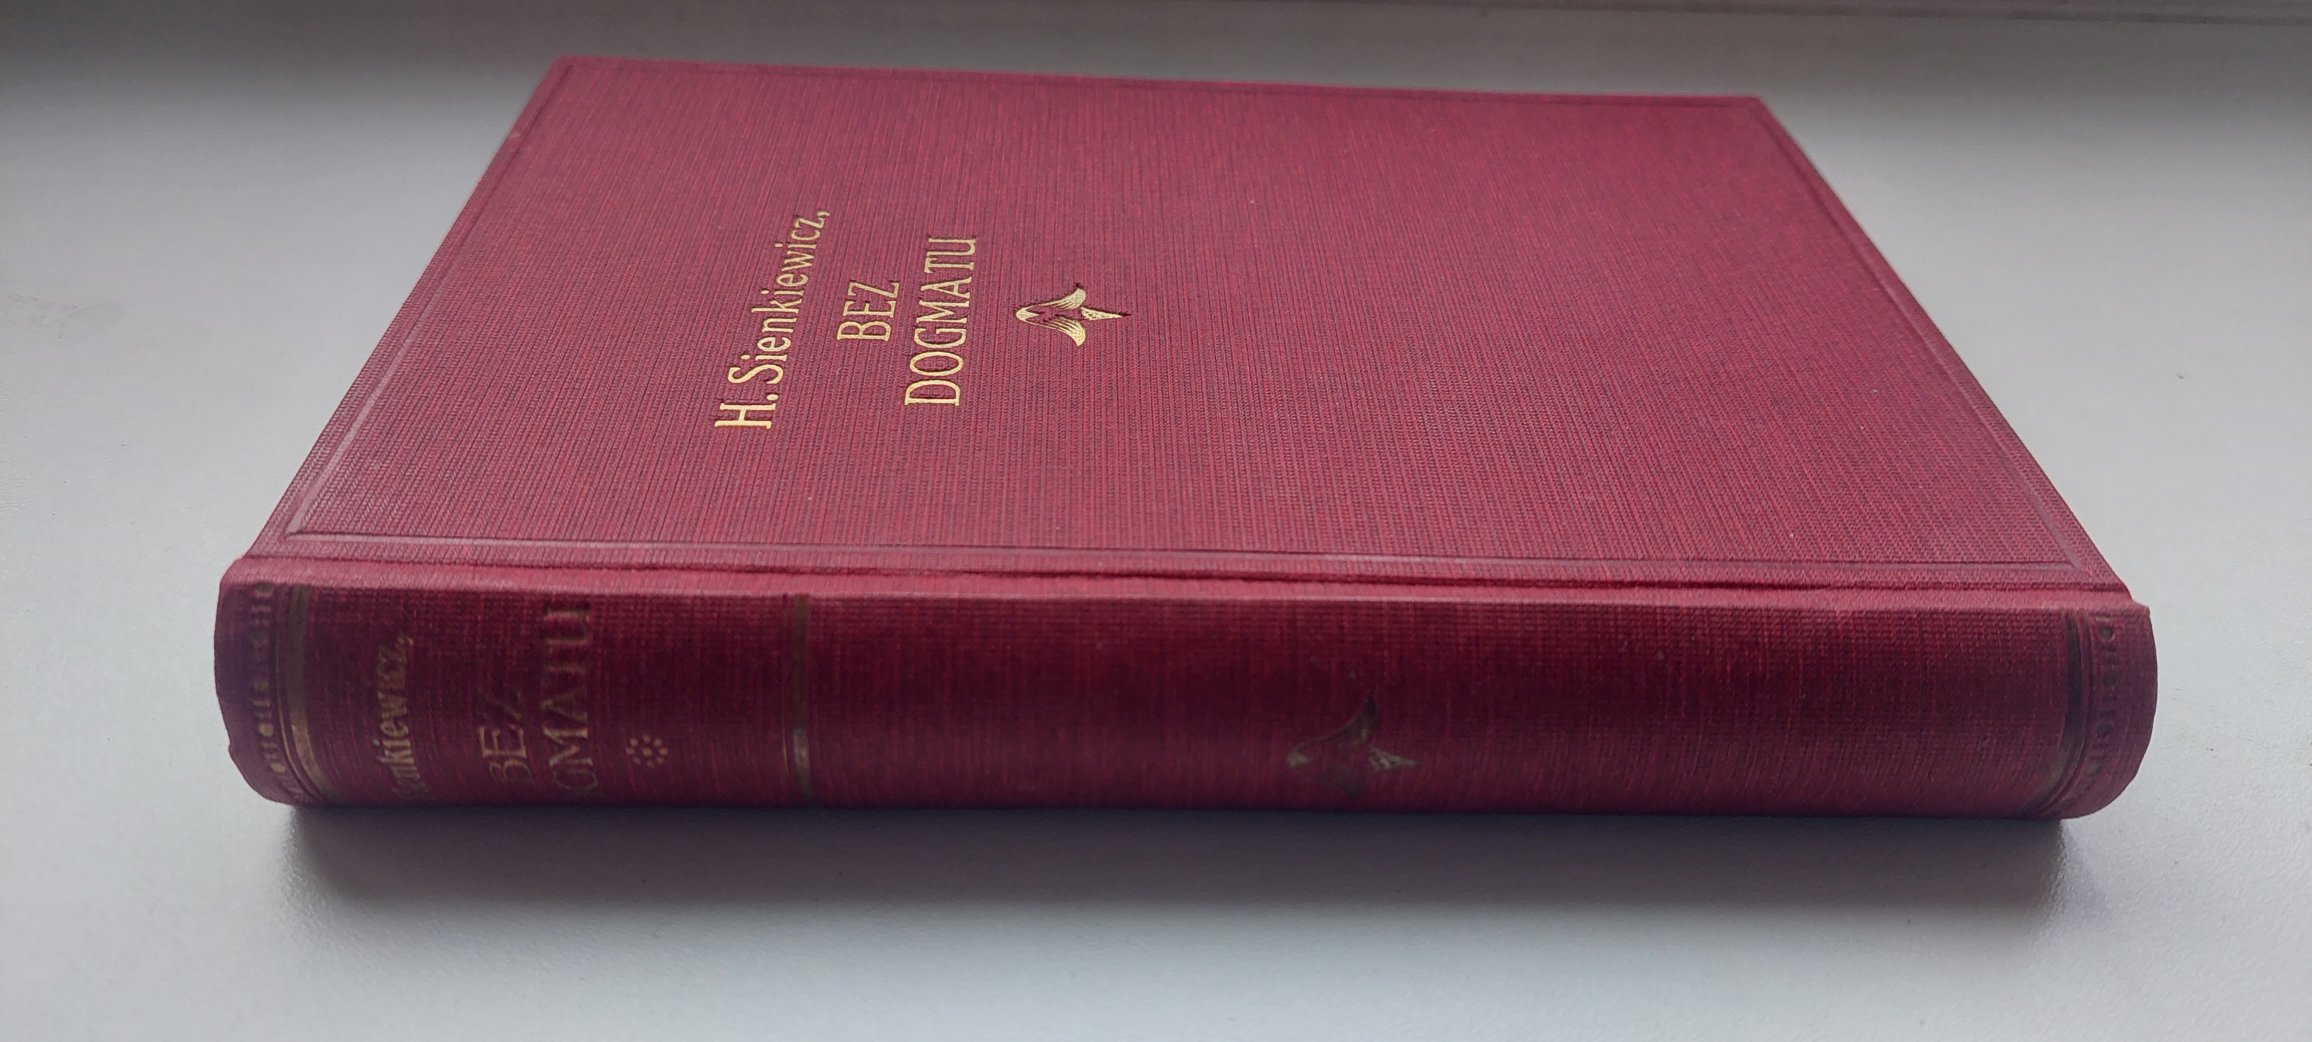 H. Sienkiewicz,
BEZ
DOGMATU
BEZ